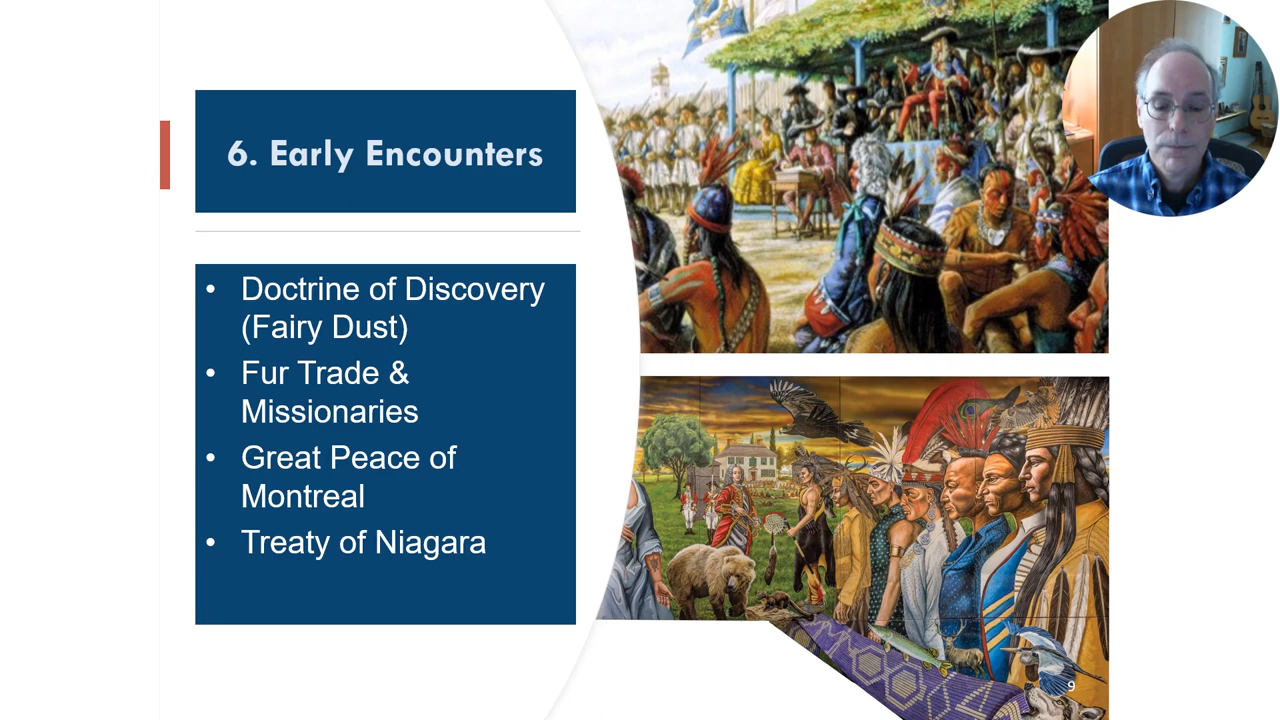 6. Early Encounters
• Doctrine of Discovery
(Fairy Dust)
• Fur Trade &
Missionaries
• Great Peace of
Montreal
• Treaty of Niagara
9